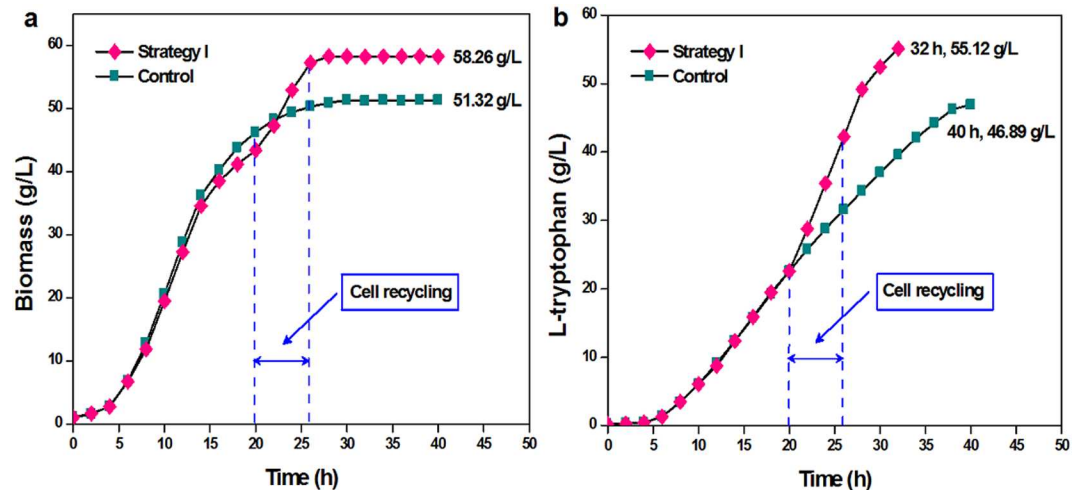 a
60
50
40
30
20
10
0
Biomass (g/L)
Strategy I
Control
58.26 g/L
51.32 g/L
Cell recycling
0 5 10 15 20 25 30 35 40 45 50
Time (h)
b
60
50
40
30
20
10
0
L-tryptophan (g/L)
Strategy I
Control
32 h, 55.12 g/L
40 h, 46.89 g/L
Cell recycling
0 5 10 15 20 25 30 35 40 45 50
Time (h)